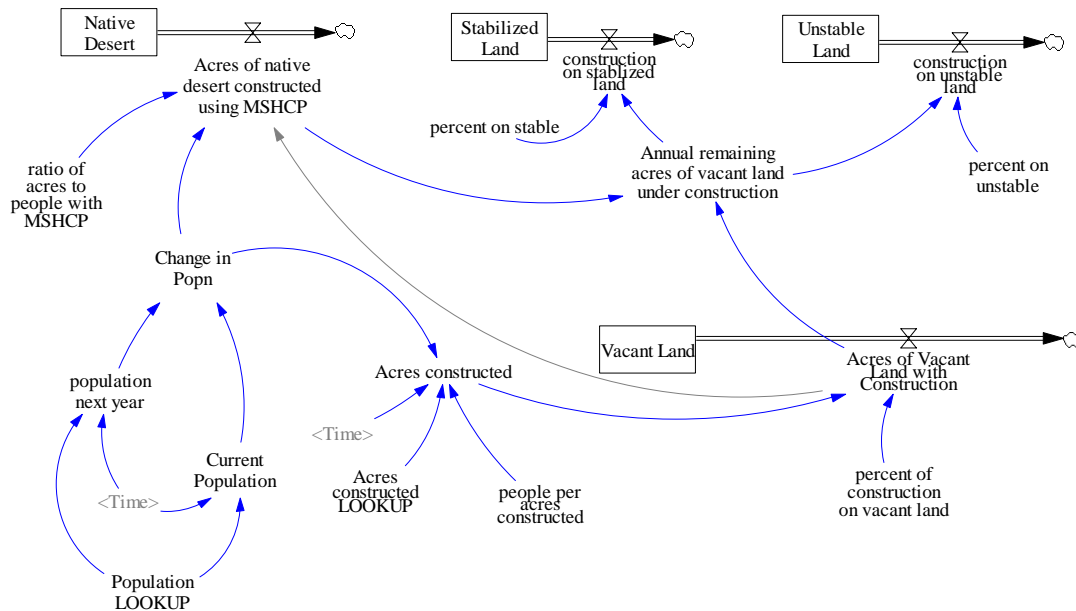 Native
Desert
Stabilized
Land
Unstable
Land
Acres of native
desert constructed
using MSHCP
construction
on stablized
land
construction
on unstable
land
percent on stable
Annual remaining
acres of vacant land
under construction
percent on
unstable
ratio of
acres to
people with
MSHCP
Change in
Popn
Vacant Land
Acres of Vacant
Land with
Construction
population
next year
Acres constructed
<Time>
Current
Population
Acres
constructed
LOOKUP
people per
acres
constructed
percent of
construction
on vacant land
<Time>
Population
LOOKUP